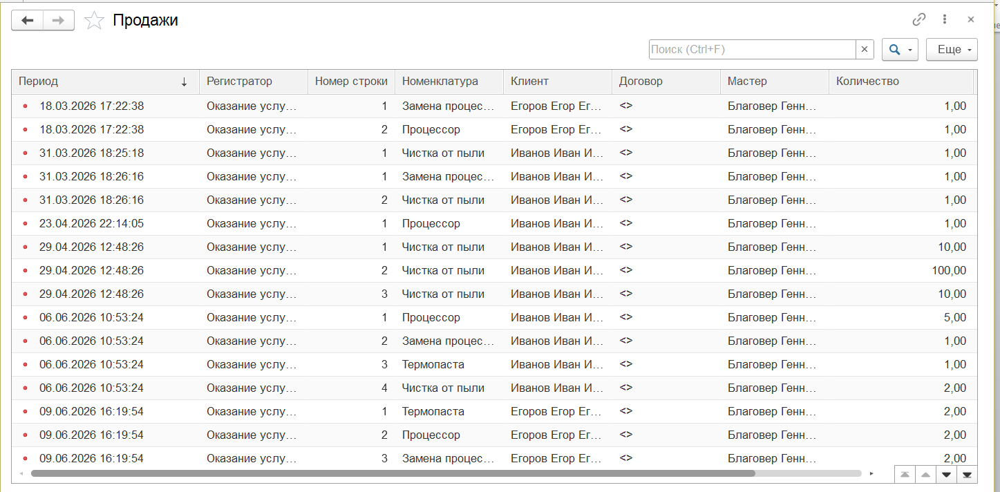 Продажи
Поиск (Ctrl+F) × Еще
Период ↓ Регистратор Номер строки Номенклатура Клиент Договор Мастер Количество
18.03.2026 17:22:38 Оказание услу… 1 Замена процес… Егоров Егор Ег… <> Благовер Генн… 1,00
18.03.2026 17:22:38 Оказание услу… 2 Процессор Егоров Егор Ег… <> Благовер Генн… 1,00
31.03.2026 18:25:18 Оказание услу… 1 Чистка от пыли Иванов Иван И… <> Благовер Генн… 1,00
31.03.2026 18:26:16 Оказание услу… 1 Замена процес… Иванов Иван И… <> Благовер Генн… 1,00
31.03.2026 18:26:16 Оказание услу… 2 Чистка от пыли Иванов Иван И… <> Благовер Генн… 1,00
23.04.2026 22:14:05 Оказание услу… 1 Процессор Иванов Иван И… <> Благовер Генн… 1,00
29.04.2026 12:48:26 Оказание услу… 1 Чистка от пыли Иванов Иван И… <> Благовер Генн… 10,00
29.04.2026 12:48:26 Оказание услу… 2 Чистка от пыли Иванов Иван И… <> Благовер Генн… 100,00
29.04.2026 12:48:26 Оказание услу… 3 Чистка от пыли Иванов Иван И… <> Благовер Генн… 10,00
06.06.2026 10:53:24 Оказание услу… 1 Процессор Иванов Иван И… <> Благовер Генн… 5,00
06.06.2026 10:53:24 Оказание услу… 2 Замена процес… Иванов Иван И… <> Благовер Генн… 1,00
06.06.2026 10:53:24 Оказание услу… 3 Термопаста Иванов Иван И… <> Благовер Генн… 1,00
06.06.2026 10:53:24 Оказание услу… 4 Чистка от пыли Иванов Иван И… <> Благовер Генн… 2,00
09.06.2026 16:19:54 Оказание услу… 1 Термопаста Егоров Егор Ег… <> Благовер Генн… 2,00
09.06.2026 16:19:54 Оказание услу… 2 Процессор Егоров Егор Ег… <> Благовер Генн… 2,00
09.06.2026 16:19:54 Оказание услу… 3 Замена процес… Егоров Егор Ег… <> Благовер Генн… 2,00